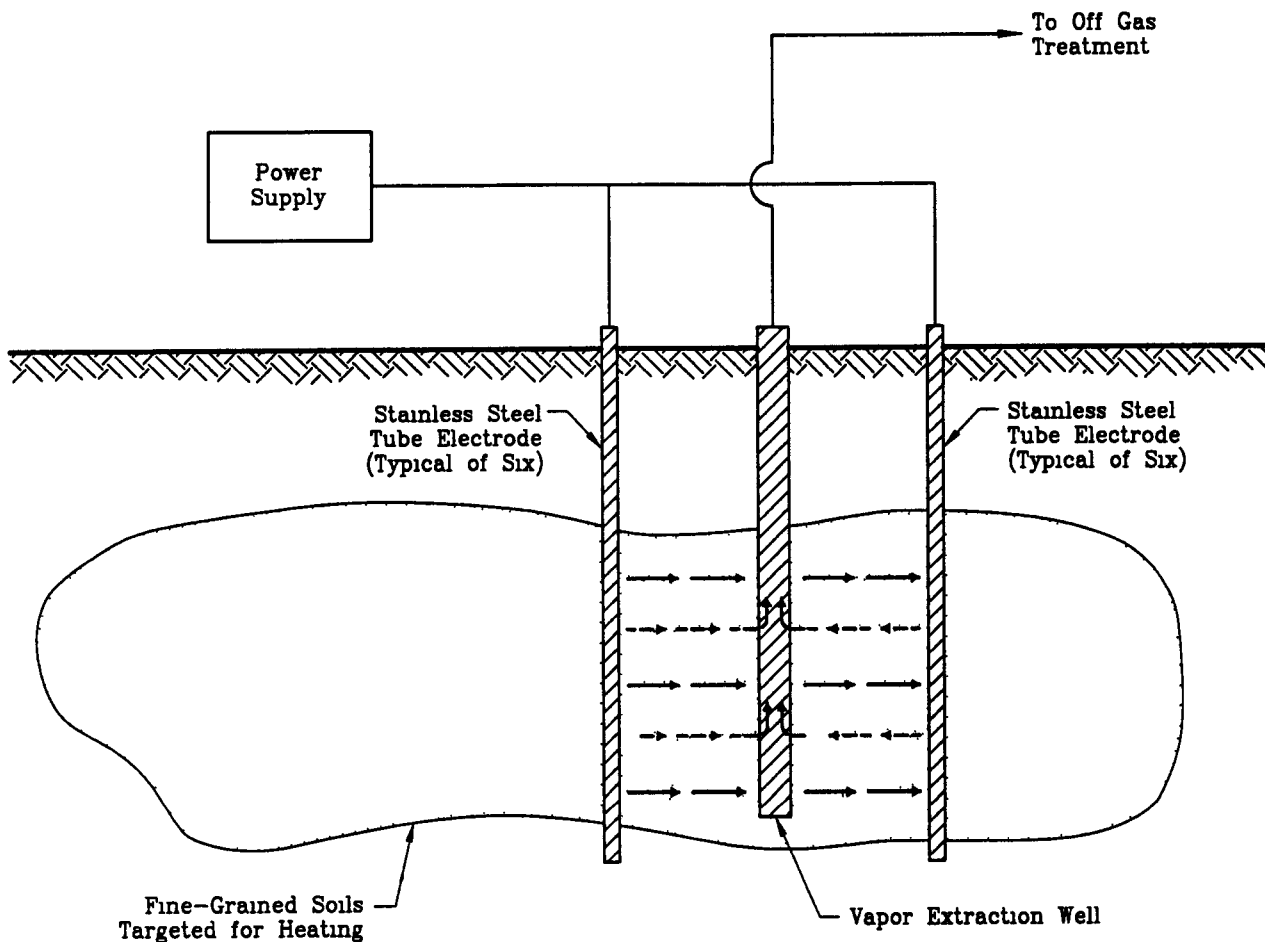 To Off Gas
Treatment
Power
Supply
Stainless Steel
Tube Electrode
(Typical of Six)
Stainless Steel
Tube Electrode
(Typical of Six)
Fine-Grained Soils
Targeted for Heating
Vapor Extraction Well